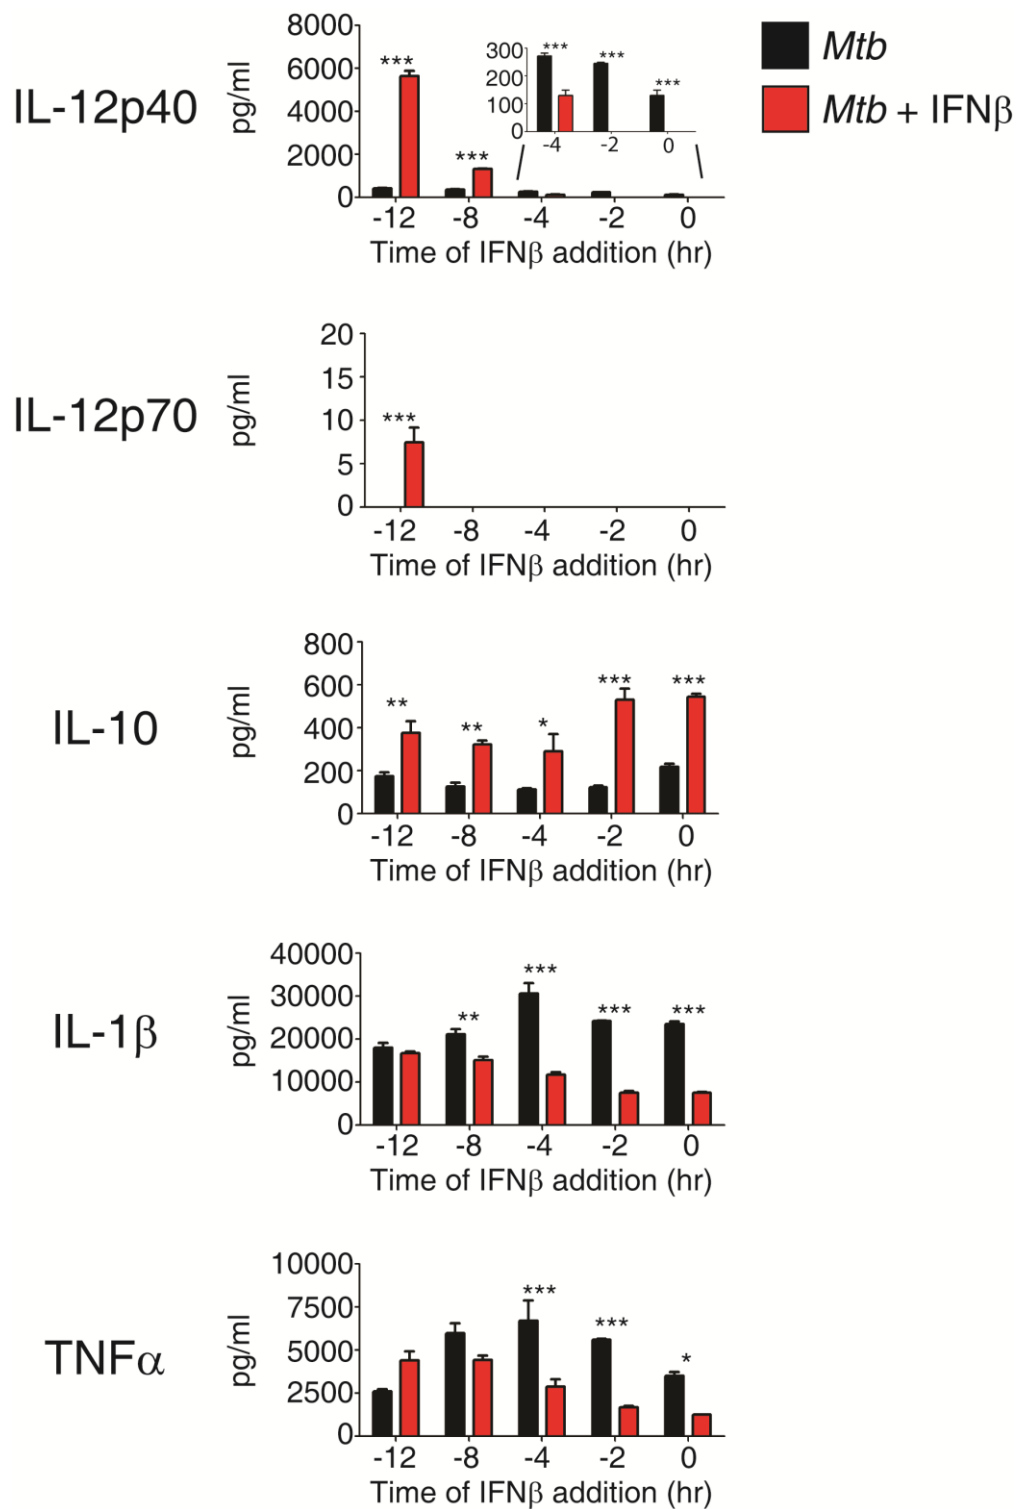 Mtb
Mtb + IFNβ
IL-12p40
pg/ml
8000
6000
4000
2000
0
***
***
300
200
100
0
***
***
***
-4 -2 0
-12 -8 -4 -2 0
Time of IFNβ addition (hr)
IL-12p70
pg/ml
20
15
10
5
0
***
-12 -8 -4 -2 0
Time of IFNβ addition (hr)
IL-10
pg/ml
800
600
400
200
0
** ** * *** ***
-12 -8 -4 -2 0
Time of IFNβ addition (hr)
IL-1β
pg/ml
40000
30000
20000
10000
0
** *** *** ***
-12 -8 -4 -2 0
Time of IFNβ addition (hr)
TNFα
pg/ml
10000
7500
5000
2500
0
*** *** *
-12 -8 -4 -2 0
Time of IFNβ addition (hr)